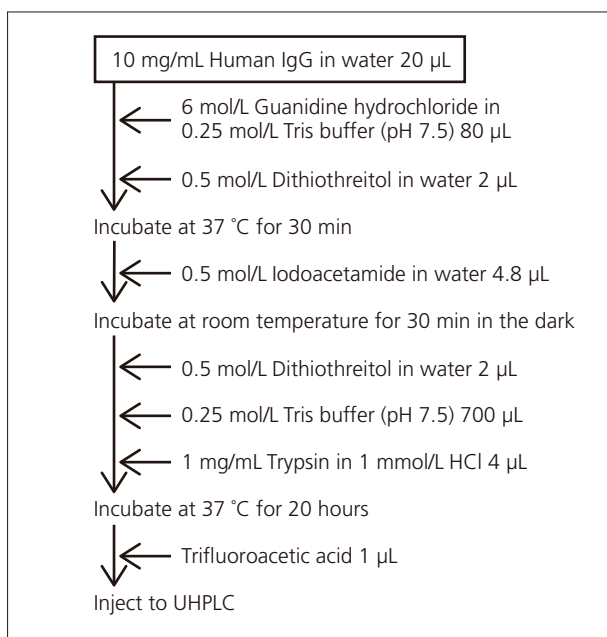 10 mg/mL Human IgG in water 20 µL
6 mol/L Guanidine hydrochloride in
0.25 mol/L Tris buffer (pH 7.5) 80 µL
0.5 mol/L Dithiothreitol in water 2 µL
Incubate at 37 ˚C for 30 min
0.5 mol/L Iodoacetamide in water 4.8 µL
Incubate at room temperature for 30 min in the dark
0.5 mol/L Dithiothreitol in water 2 µL
0.25 mol/L Tris buffer (pH 7.5) 700 µL
1 mg/mL Trypsin in 1 mmol/L HCl 4 µL
Incubate at 37 ˚C for 20 hours
Trifluoroacetic acid 1 µL
Inject to UHPLC